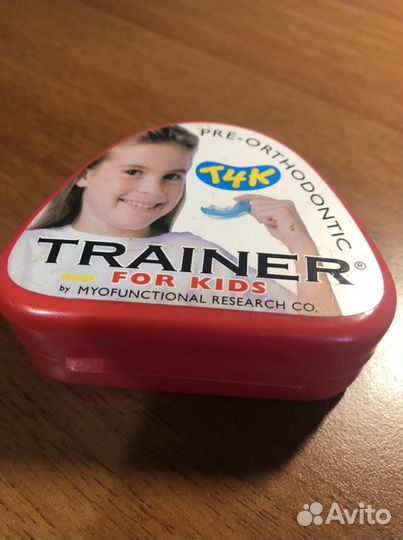 PRE-ORTHODONTIC
T4K
TRAINER®
FOR KIDS
by MYOFUNCTIONAL RESEARCH CO.
Avito